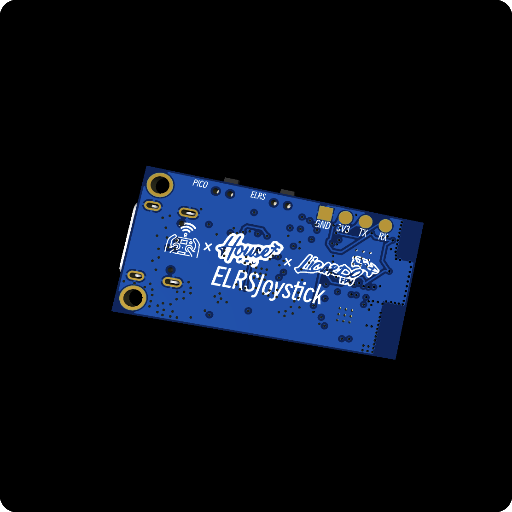 PICO
ELRS
GND 3V3 TX RX
× House ×
ELRSJoystick